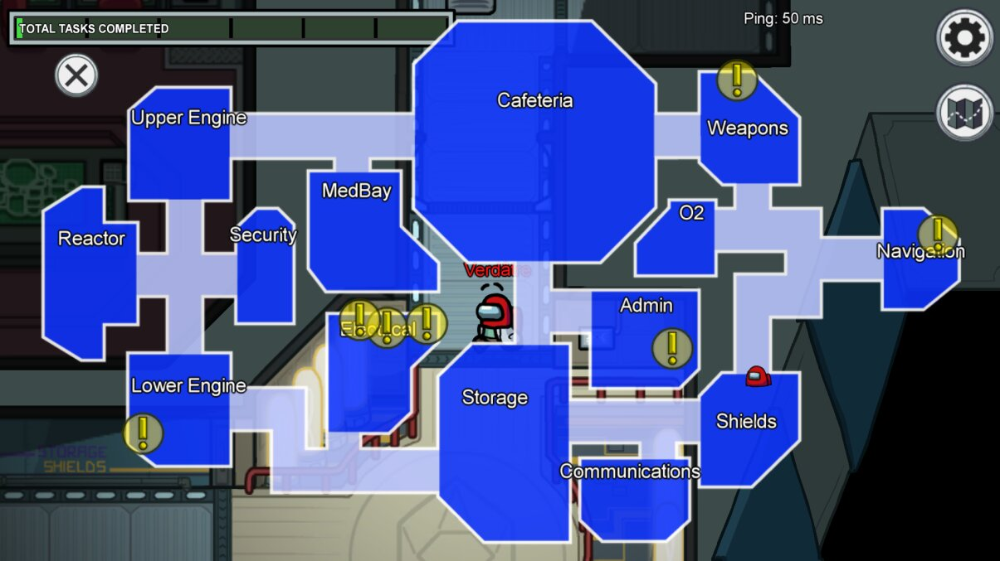 TOTAL TASKS COMPLETED
Ping: 50 ms
Cafeteria
Upper Engine
Weapons
MedBay
O2
Reactor
Security
Navigation
Verdaire
Admin
Electrical
Lower Engine
Storage
Shields
STORAGE
SHIELDS
Communications